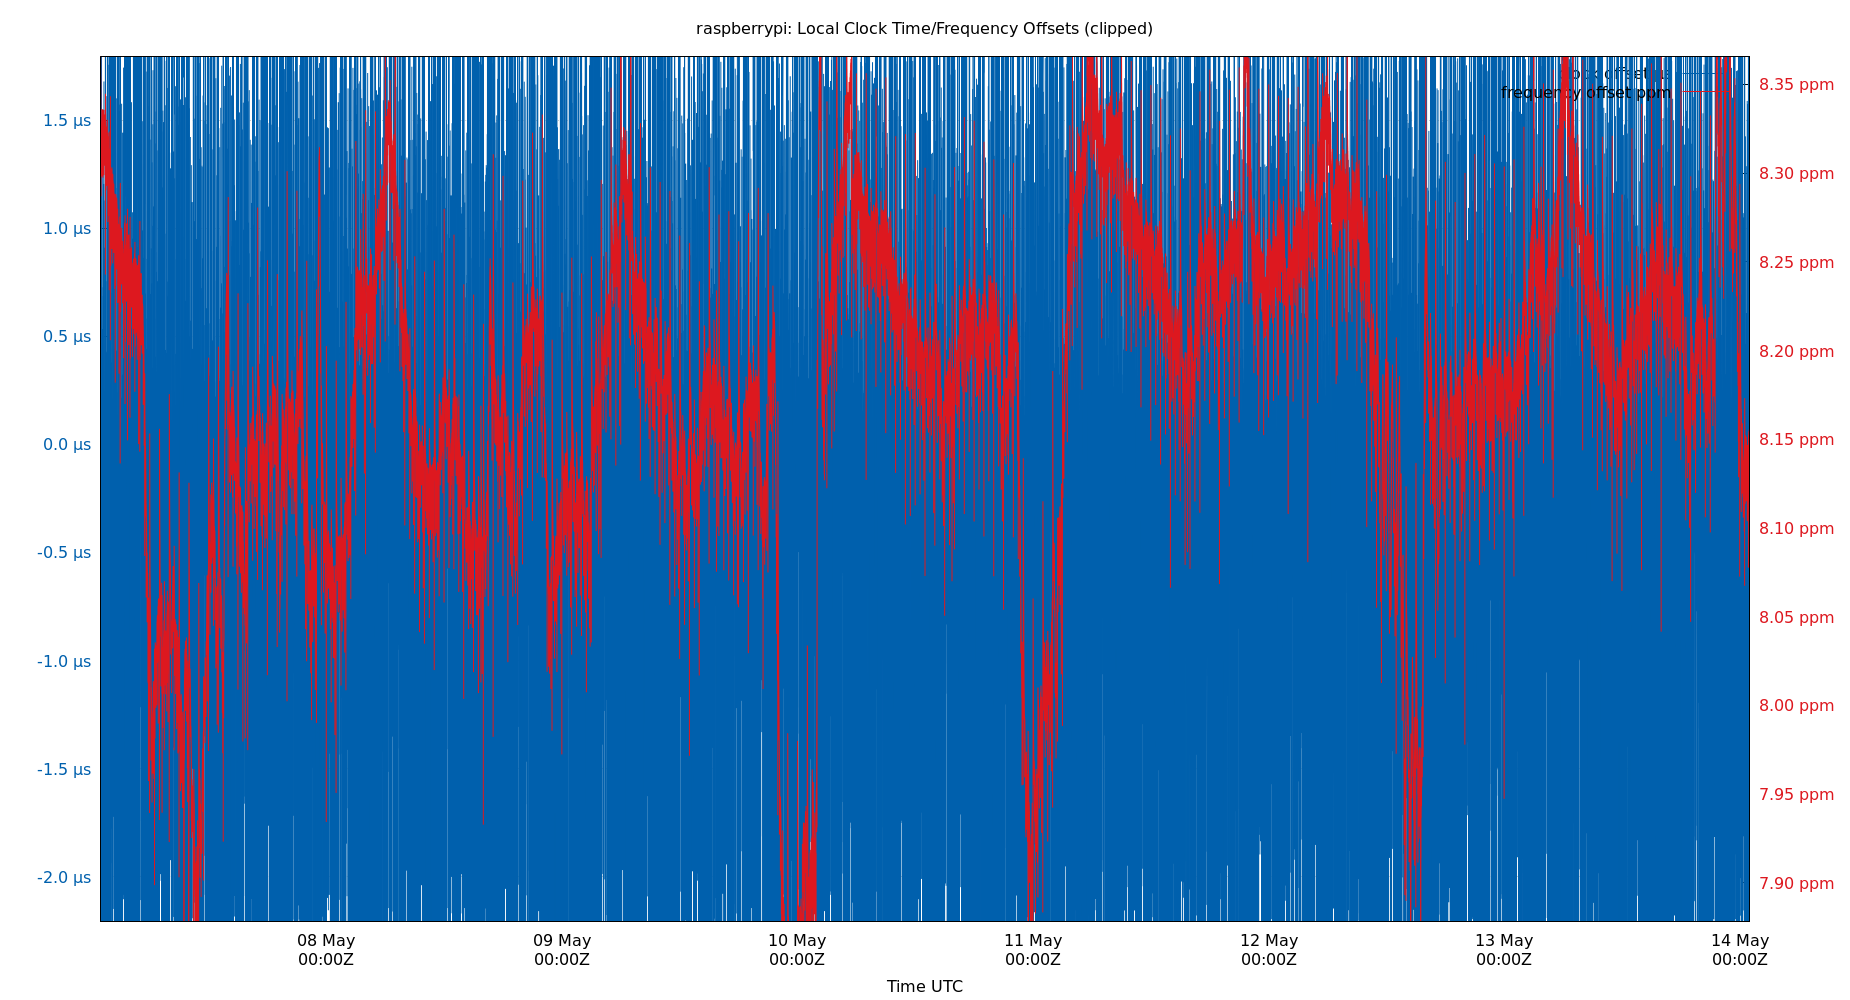 raspberrypi: Local Clock Time/Frequency Offsets (clipped)
clock offset µs
frequency offset ppm
1.5 µs
1.0 µs
0.5 µs
0.0 µs
-0.5 µs
-1.0 µs
-1.5 µs
-2.0 µs
8.35 ppm
8.30 ppm
8.25 ppm
8.20 ppm
8.15 ppm
8.10 ppm
8.05 ppm
8.00 ppm
7.95 ppm
7.90 ppm
08 May
00:00Z
09 May
00:00Z
10 May
00:00Z
11 May
00:00Z
12 May
00:00Z
13 May
00:00Z
14 May
00:00Z
Time UTC